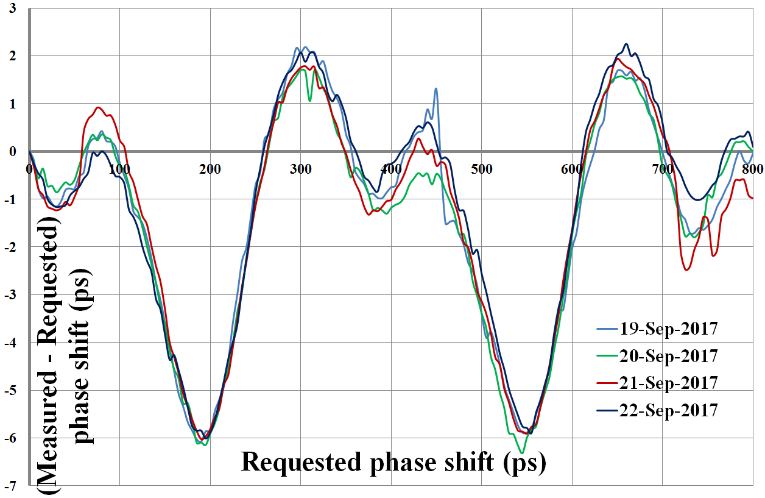 3
2
1
0
-1
-2
-3
-4
-5
-6
-7
0 100 200 300 400 500 600 700 800
(Measured - Requested)
phase shift (ps)
Requested phase shift (ps)
19-Sep-2017
20-Sep-2017
21-Sep-2017
22-Sep-2017